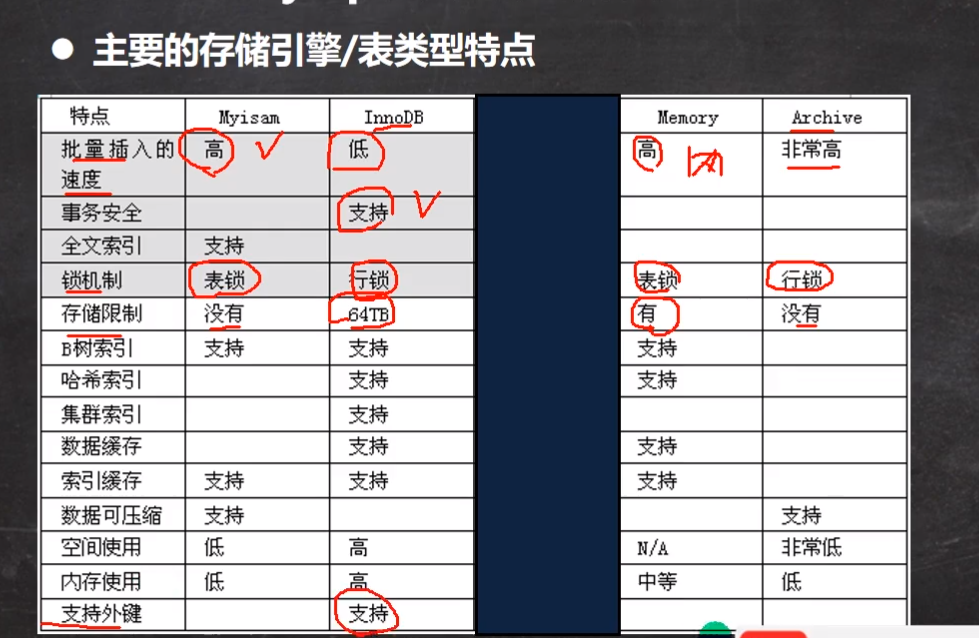 ● 主要的存储引擎/表类型特点
特点 Myisam InnoDB Memory Archive
批量插入的 高 低 高 非常高
速度
事务安全 支持
全文索引 支持
锁机制 表锁 行锁 表锁 行锁
存储限制 没有 64TB 有 没有
B树索引 支持 支持 支持
哈希索引 支持 支持
集群索引 支持
数据缓存 支持 支持
索引缓存 支持 支持 支持
数据可压缩 支持 支持
空间使用 低 高 N/A 非常低
内存使用 低 高 中等 低
支持外键 支持